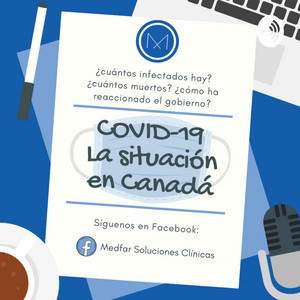 ¿cuántos infectados hay?
¿cuántos muertos? ¿cómo ha
reaccionado el gobierno?
COVID-19
La situación
en Canadá
Síguenos en Facebook:
Medfar Soluciones Clínicas